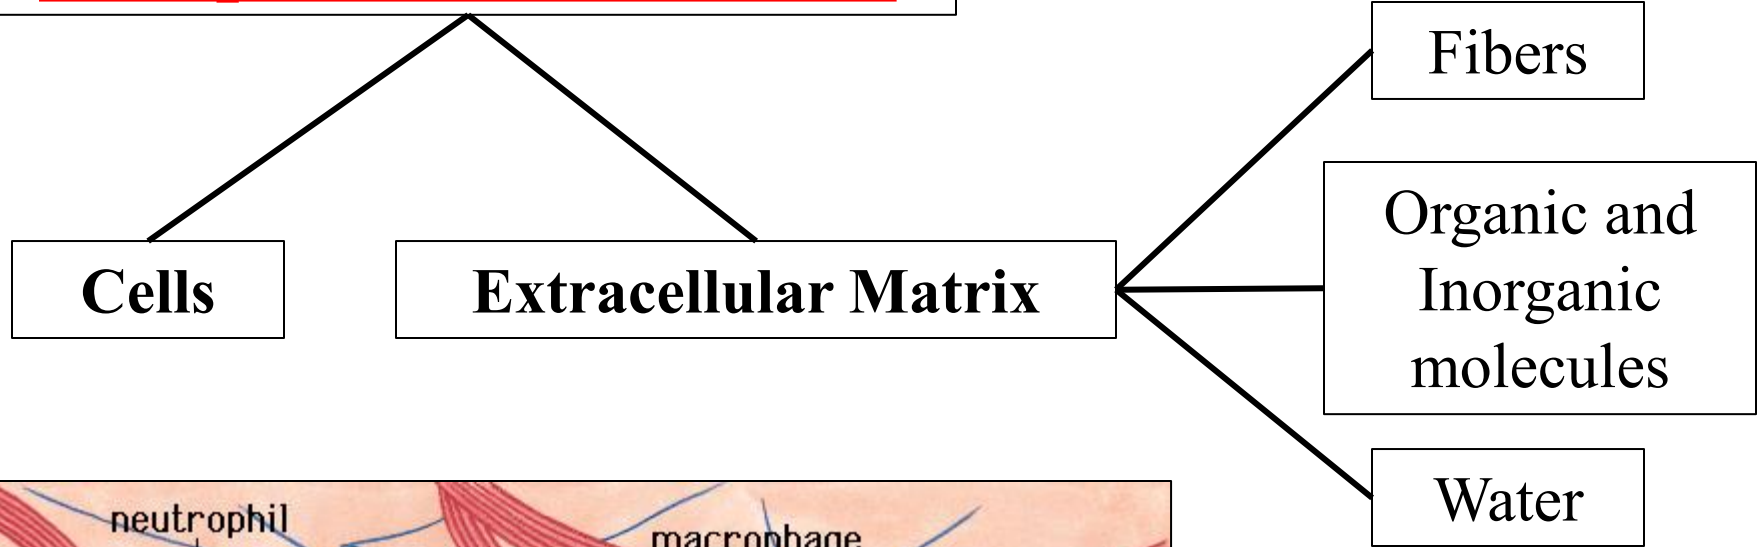 Fibers
Organic and
Inorganic
molecules
Cells
Extracellular Matrix
Water
neutrophil
macrophage